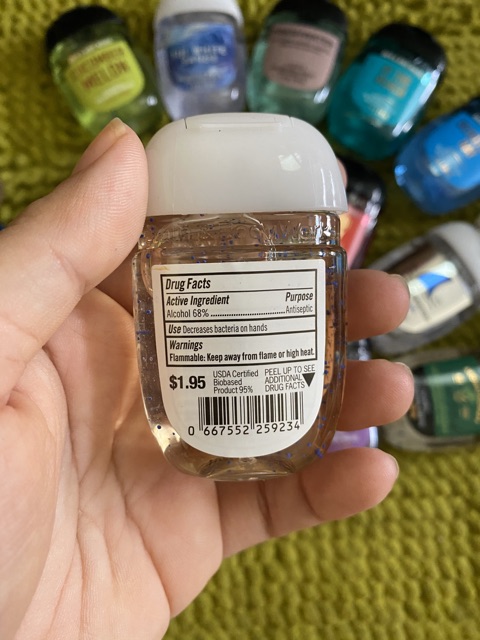 MELON
Drug Facts
Active Ingredient Purpose
Alcohol 68%................................Antiseptic
Use Decreases bacteria on hands
Warnings
Flammable: Keep away from flame or high heat.
$1.95
USDA Certified
Biobased
Product 95%
PEEL UP TO SEE
ADDITIONAL
DRUG FACTS
0 667552 259234